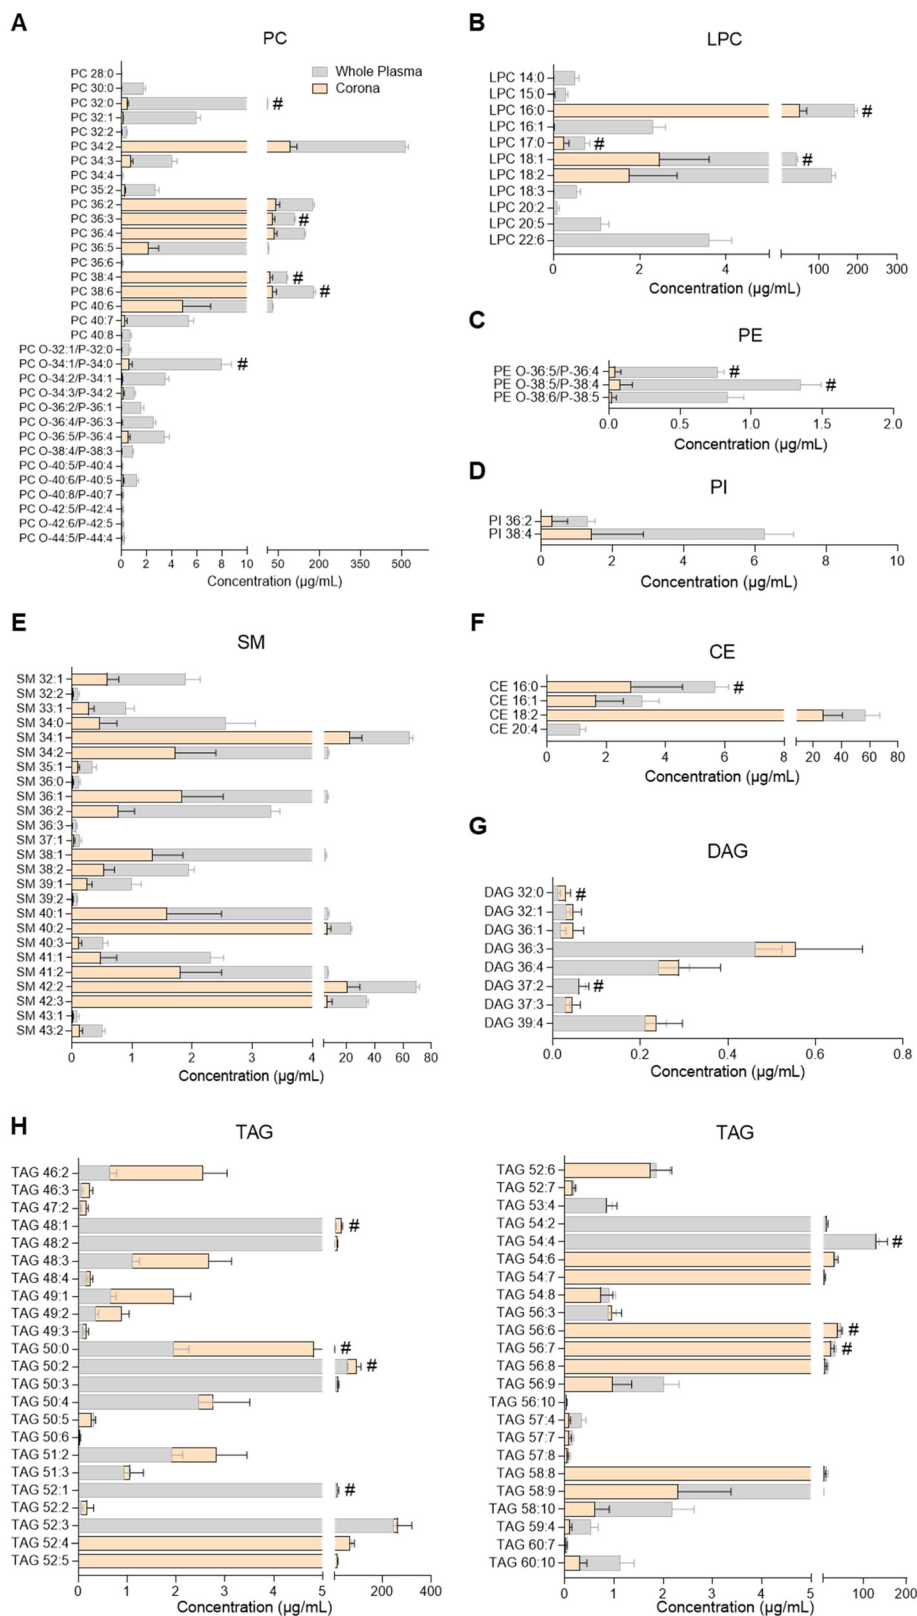 A
PC
Whole Plasma
Corona
PC 28:0
PC 30:0
PC 32:0
#
PC 32:1
PC 32:2
PC 34:2
PC 34:3
PC 34:4
PC 35:2
PC 36:2
PC 36:3
#
PC 36:4
PC 36:5
PC 36:6
PC 38:4
#
PC 38:6
#
PC 40:6
PC 40:7
PC 40:8
PC O-32:1/P-32:0
PC O-34:1/P-34:0
#
PC O-34:2/P-34:1
PC O-34:3/P-34:2
PC O-36:2/P-36:1
PC O-36:4/P-36:3
PC O-36:5/P-36:4
PC O-38:4/P-38:3
PC O-40:5/P-40:4
PC O-40:6/P-40:5
PC O-40:8/P-40:7
PC O-42:5/P-42:4
PC O-42:6/P-42:5
PC O-44:5/P-44:4
0 2 4 6 8 10 50 200 350 500
Concentration (µg/mL)
B
LPC
LPC 14:0
LPC 15:0
LPC 16:0
#
LPC 16:1
LPC 17:0
#
LPC 18:1
#
LPC 18:2
LPC 18:3
LPC 20:2
LPC 20:5
LPC 22:6
0 2 4 100 200 300
Concentration (µg/mL)
C
PE
PE O-36:5/P-36:4
#
PE O-38:5/P-38:4
#
PE O-38:6/P-38:5
0.0 0.5 1.0 1.5 2.0
Concentration (µg/mL)
D
PI
PI 36:2
PI 38:4
0 2 4 6 8 10
Concentration (µg/mL)
E
SM
SM 32:1
SM 32:2
SM 33:1
SM 34:0
SM 34:1
SM 34:2
SM 35:1
SM 36:0
SM 36:1
SM 36:2
SM 36:3
SM 37:1
SM 38:1
SM 38:2
SM 39:1
SM 39:2
SM 40:1
SM 40:2
SM 40:3
SM 41:1
SM 41:2
SM 42:2
SM 42:3
SM 43:1
SM 43:2
0 1 2 3 4 20 40 60 80
Concentration (µg/mL)
F
CE
CE 16:0
#
CE 16:1
CE 18:2
CE 20:4
0 2 4 6 8 20 40 60 80
Concentration (µg/mL)
G
DAG
DAG 32:0
#
DAG 32:1
DAG 36:1
DAG 36:3
DAG 36:4
DAG 37:2
#
DAG 37:3
DAG 39:4
0.0 0.2 0.4 0.6 0.8
Concentration (µg/mL)
H
TAG
TAG 46:2
TAG 46:3
TAG 47:2
TAG 48:1
#
TAG 48:2
TAG 48:3
TAG 48:4
TAG 49:1
TAG 49:2
TAG 49:3
TAG 50:0
#
TAG 50:2
#
TAG 50:3
TAG 50:4
TAG 50:5
TAG 50:6
TAG 51:2
TAG 51:3
TAG 52:1
#
TAG 52:2
TAG 52:3
TAG 52:4
TAG 52:5
0 1 2 3 4 5 200 400
Concentration (µg/mL)
TAG
TAG 52:6
TAG 52:7
TAG 53:4
TAG 54:2
TAG 54:4
#
TAG 54:6
TAG 54:7
TAG 54:8
TAG 56:3
TAG 56:6
#
TAG 56:7
#
TAG 56:8
TAG 56:9
TAG 56:10
TAG 57:4
TAG 57:7
TAG 57:8
TAG 58:8
TAG 58:9
TAG 58:10
TAG 59:4
TAG 60:7
TAG 60:10
0 1 2 3 4 5 100 200
Concentration (µg/mL)